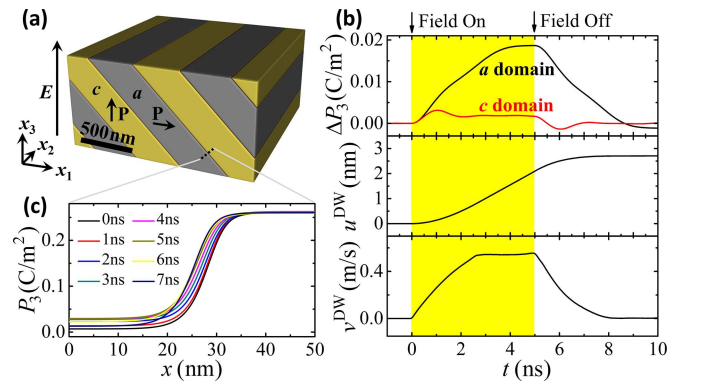 (a)
E
c
a
P
P
500nm
x₃
x₂
x₁
(b)
Field On
Field Off
ΔP₃(C/m²)
0.02
0.01
0.00
a domain
c domain
uᴰᵂ(nm)
3
2
1
0
vᴰᵂ(m/s)
0.4
0.0
0 2 4 6 8 10
t (ns)
(c)
P₃(C/m²)
0.2
0.1
0.0
0ns 4ns
1ns 5ns
2ns 6ns
3ns 7ns
0 10 20 30 40 50
x (nm)